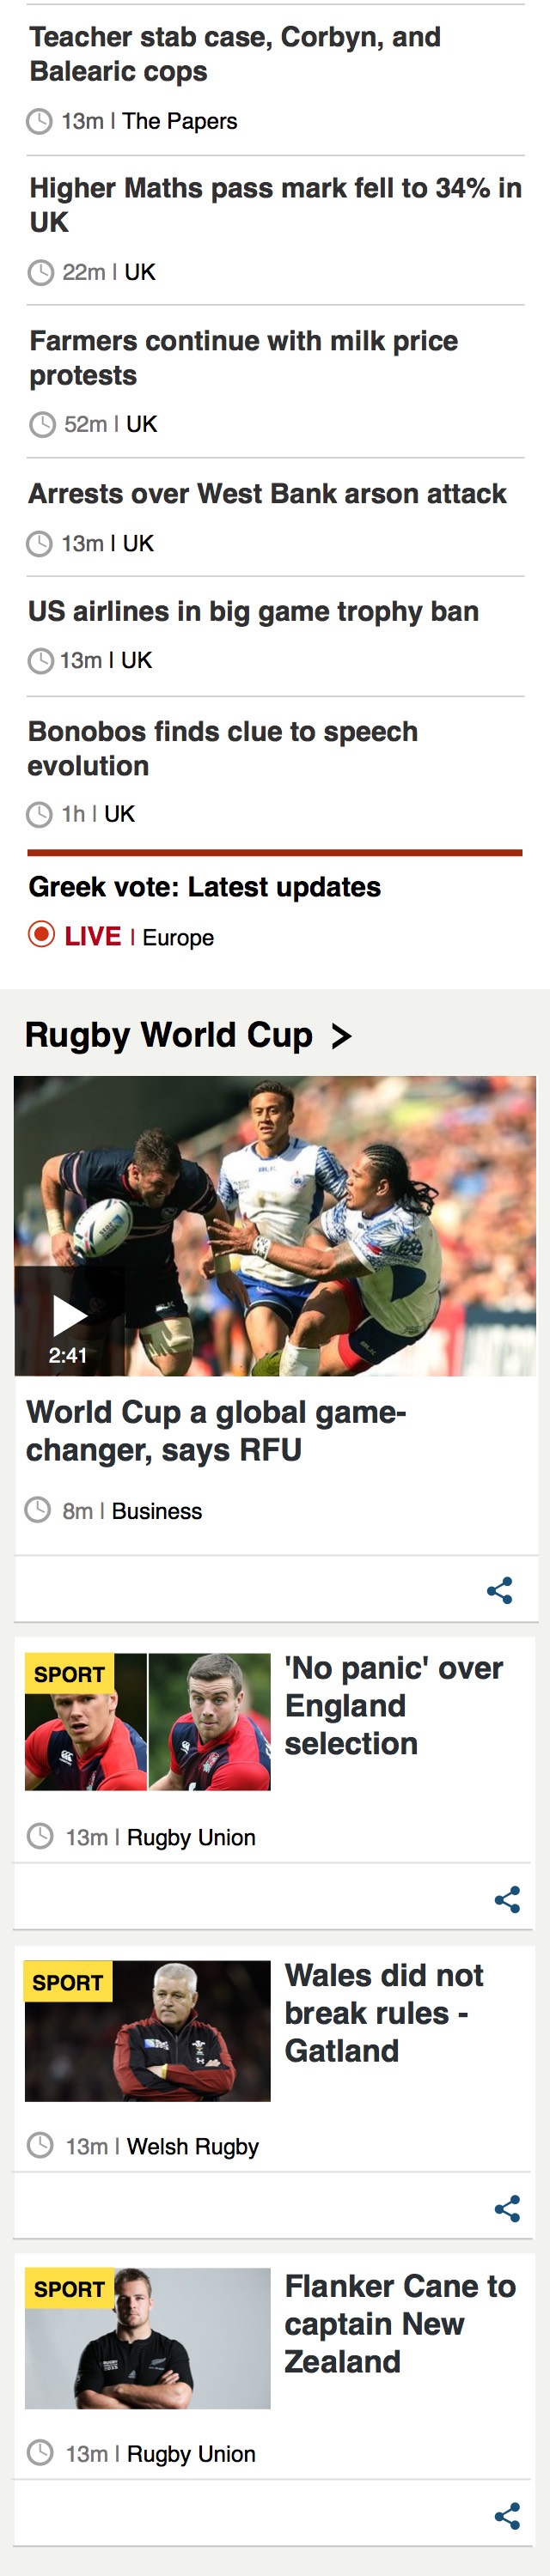 Teacher stab case, Corbyn, and
Balearic cops
13m | The Papers
Higher Maths pass mark fell to 34% in
UK
22m | UK
Farmers continue with milk price
protests
52m | UK
Arrests over West Bank arson attack
13m | UK
US airlines in big game trophy ban
13m | UK
Bonobos finds clue to speech
evolution
1h | UK
Greek vote: Latest updates
LIVE | Europe
Rugby World Cup >
2:41
World Cup a global game-
changer, says RFU
8m | Business
SPORT
'No panic' over
England
selection
13m | Rugby Union
SPORT
Wales did not
break rules -
Gatland
13m | Welsh Rugby
SPORT
Flanker Cane to
captain New
Zealand
13m | Rugby Union